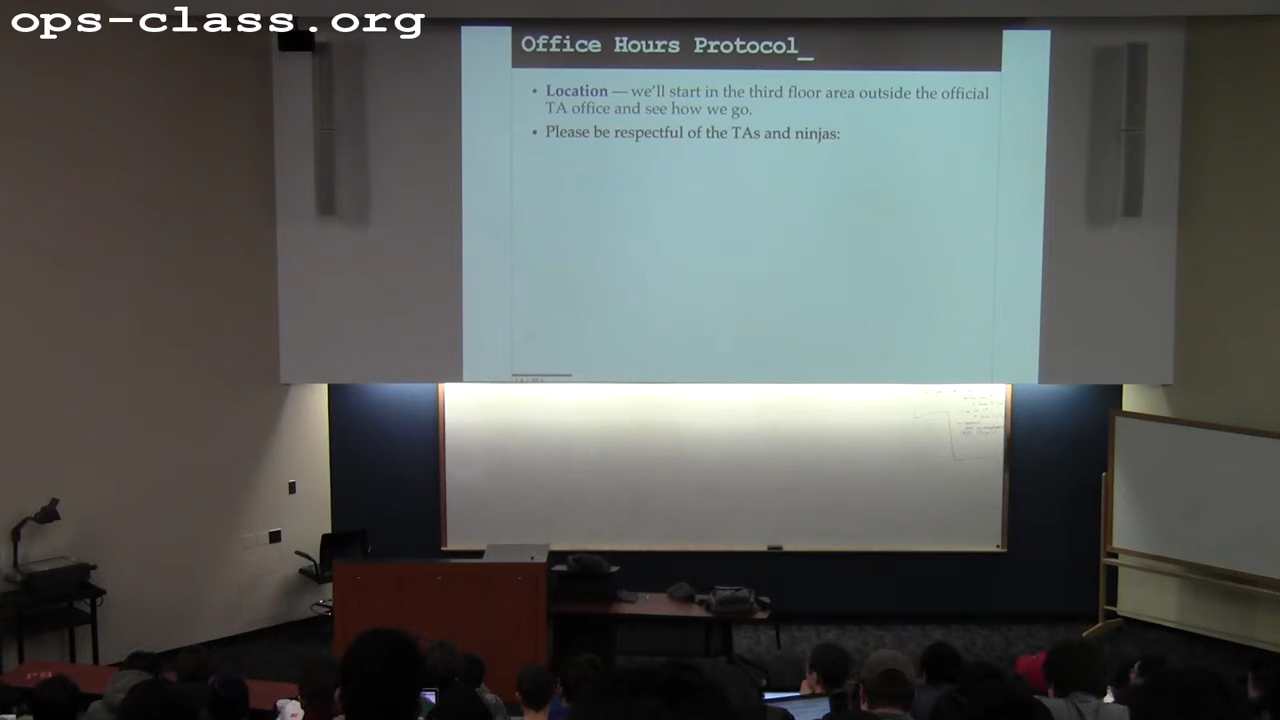 ops-class.org
Office Hours Protocol_
• Location — we'll start in the third floor area outside the official
TA office and see how we go.
• Please be respectful of the TAs and ninjas: